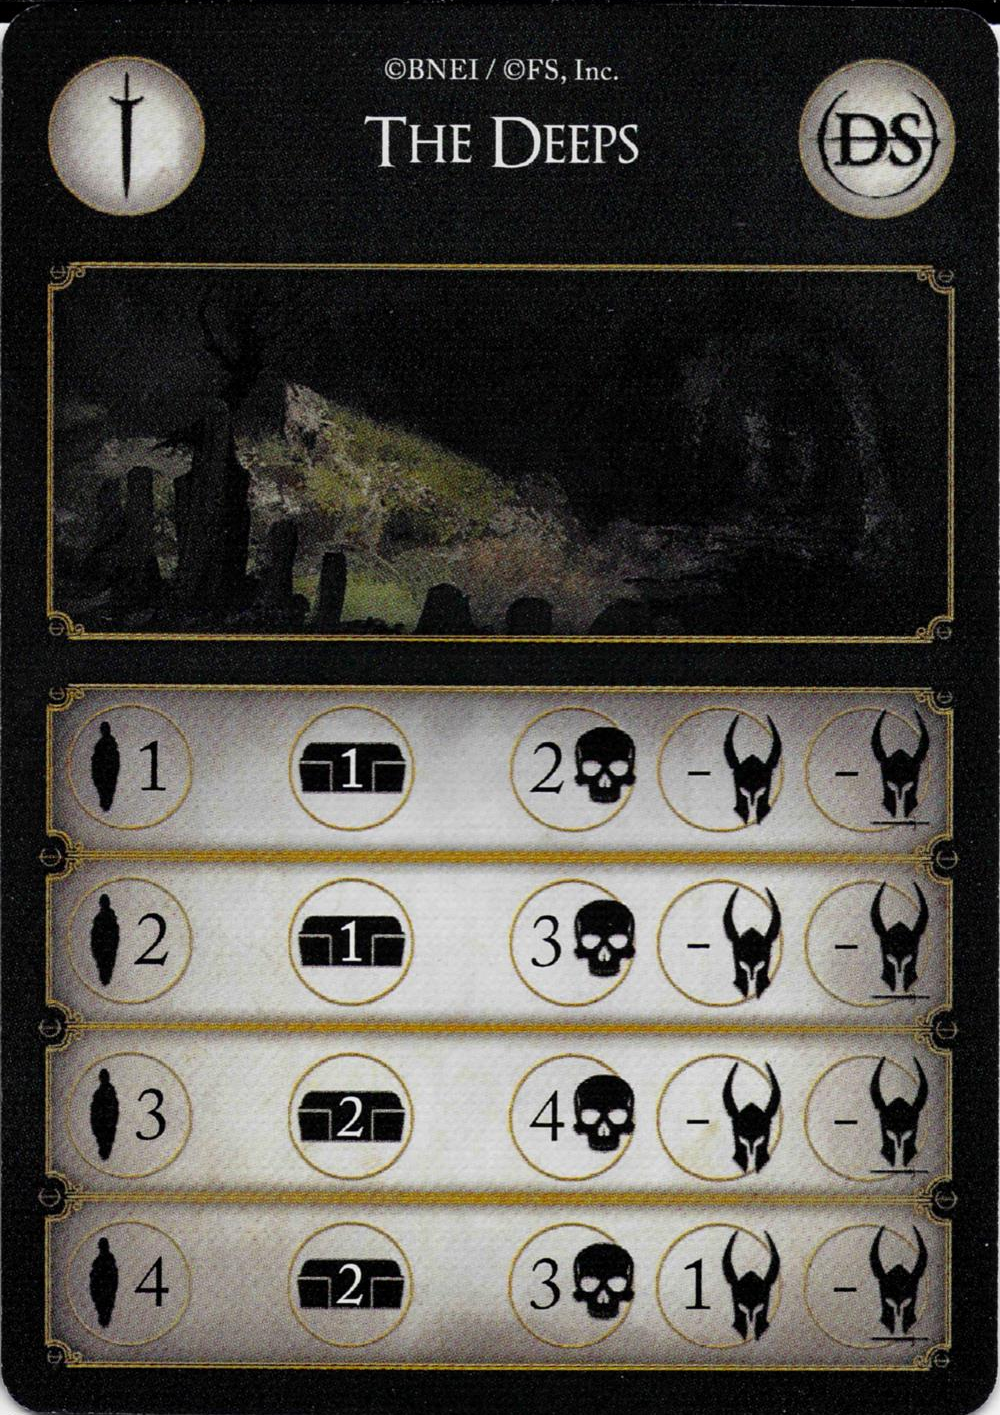 ©BNEI / ©FS, Inc.
THE DEEPS
DS
1 1 2 - -
2 1 3 - -
3 2 4 - -
4 2 3 1 -